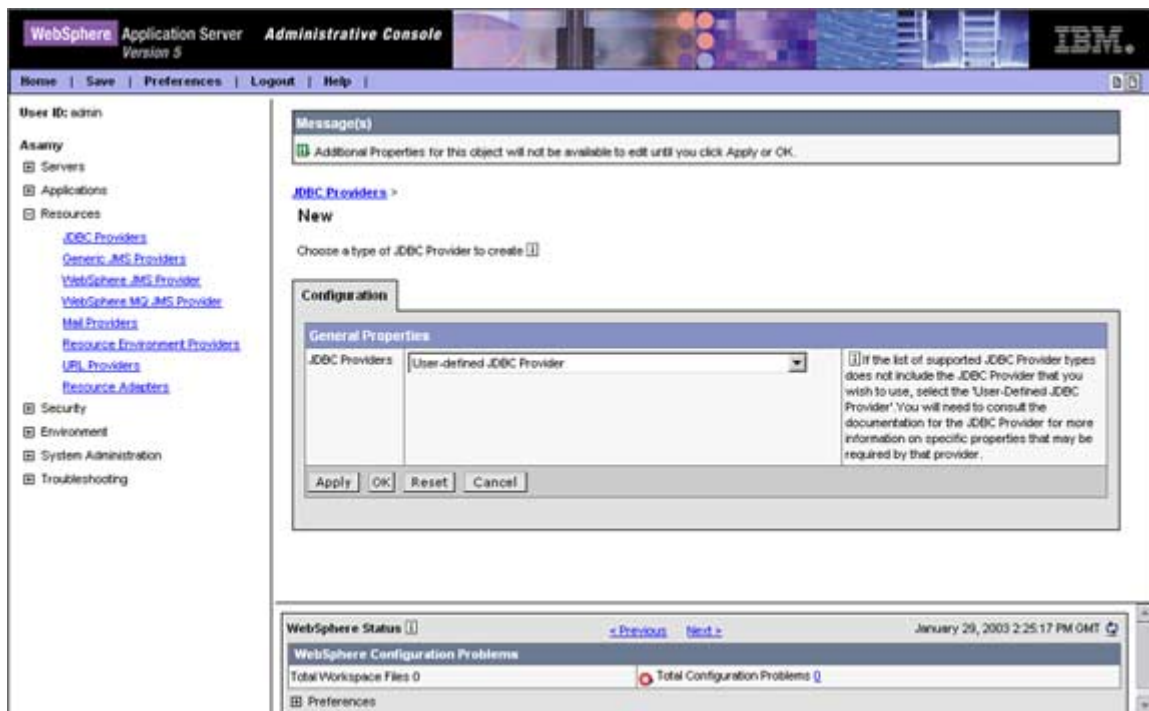 WebSphere Application Server Administrative Console
Version 5
IBM.
Home | Save | Preferences | Logout | Help |
User ID: admin
Asamy
Servers
Applications
Resources
JDBC Providers
Generic JMS Providers
WebSphere JMS Provider
WebSphere MQ JMS Provider
Mail Providers
Resource Environment Providers
URL Providers
Resource Adapters
Security
Environment
System Administration
Troubleshooting
Message(s)
Additional Properties for this object will not be available to edit until you click Apply or OK.
JDBC Providers >
New
Choose a type of JDBC Provider to create
Configuration
General Properties
JDBC Providers
User-defined JDBC Provider
If the list of supported JDBC Provider types
does not include the JDBC Provider that you
wish to use, select the 'User-Defined JDBC
Provider'.You will need to consult the
documentation for the JDBC Provider for more
information on specific properties that may be
required by that provider.
Apply OK Reset Cancel
WebSphere Status < Previous Next > January 29, 2003 2:25:17 PM GMT
WebSphere Configuration Problems
Total Workspace Files 0 Total Configuration Problems 0
Preferences